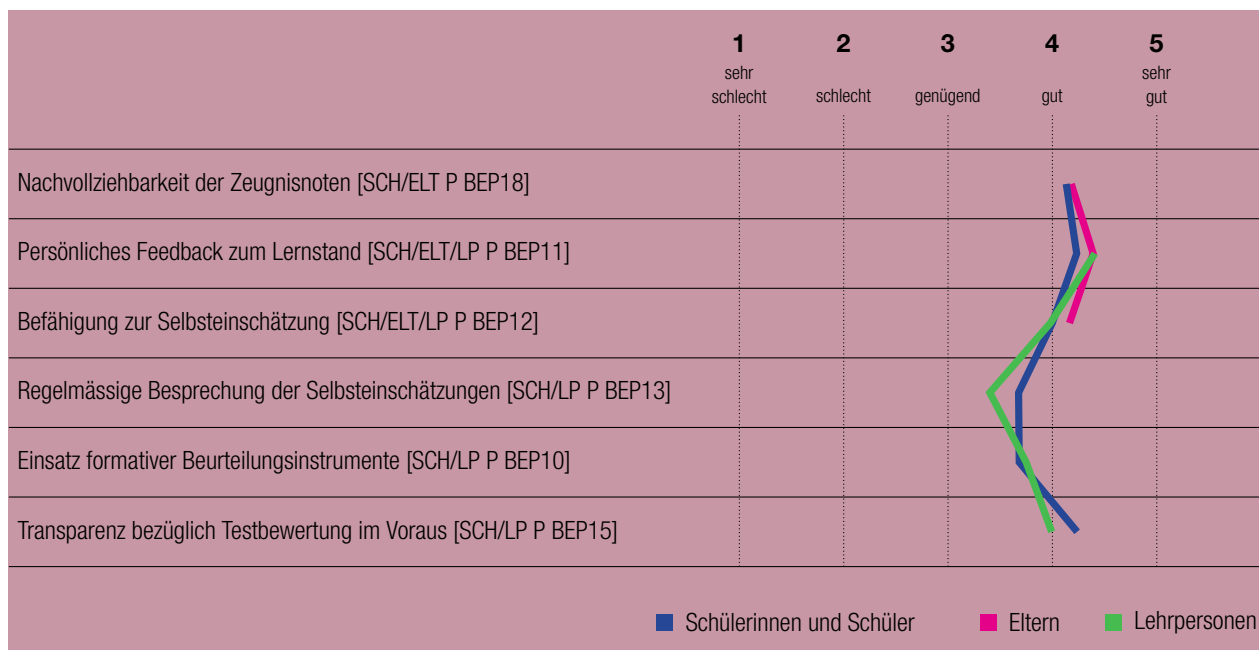 1 2 3 4 5
sehr schlecht schlecht genügend gut sehr gut
Nachvollziehbarkeit der Zeugnisnoten [SCH/ELT P BEP18]
Persönliches Feedback zum Lernstand [SCH/ELT/LP P BEP11]
Befähigung zur Selbsteinschätzung [SCH/ELT/LP P BEP12]
Regelmässige Besprechung der Selbsteinschätzungen [SCH/LP P BEP13]
Einsatz formativer Beurteilungsinstrumente [SCH/LP P BEP10]
Transparenz bezüglich Testbewertung im Voraus [SCH/LP P BEP15]
Schülerinnen und Schüler Eltern Lehrpersonen